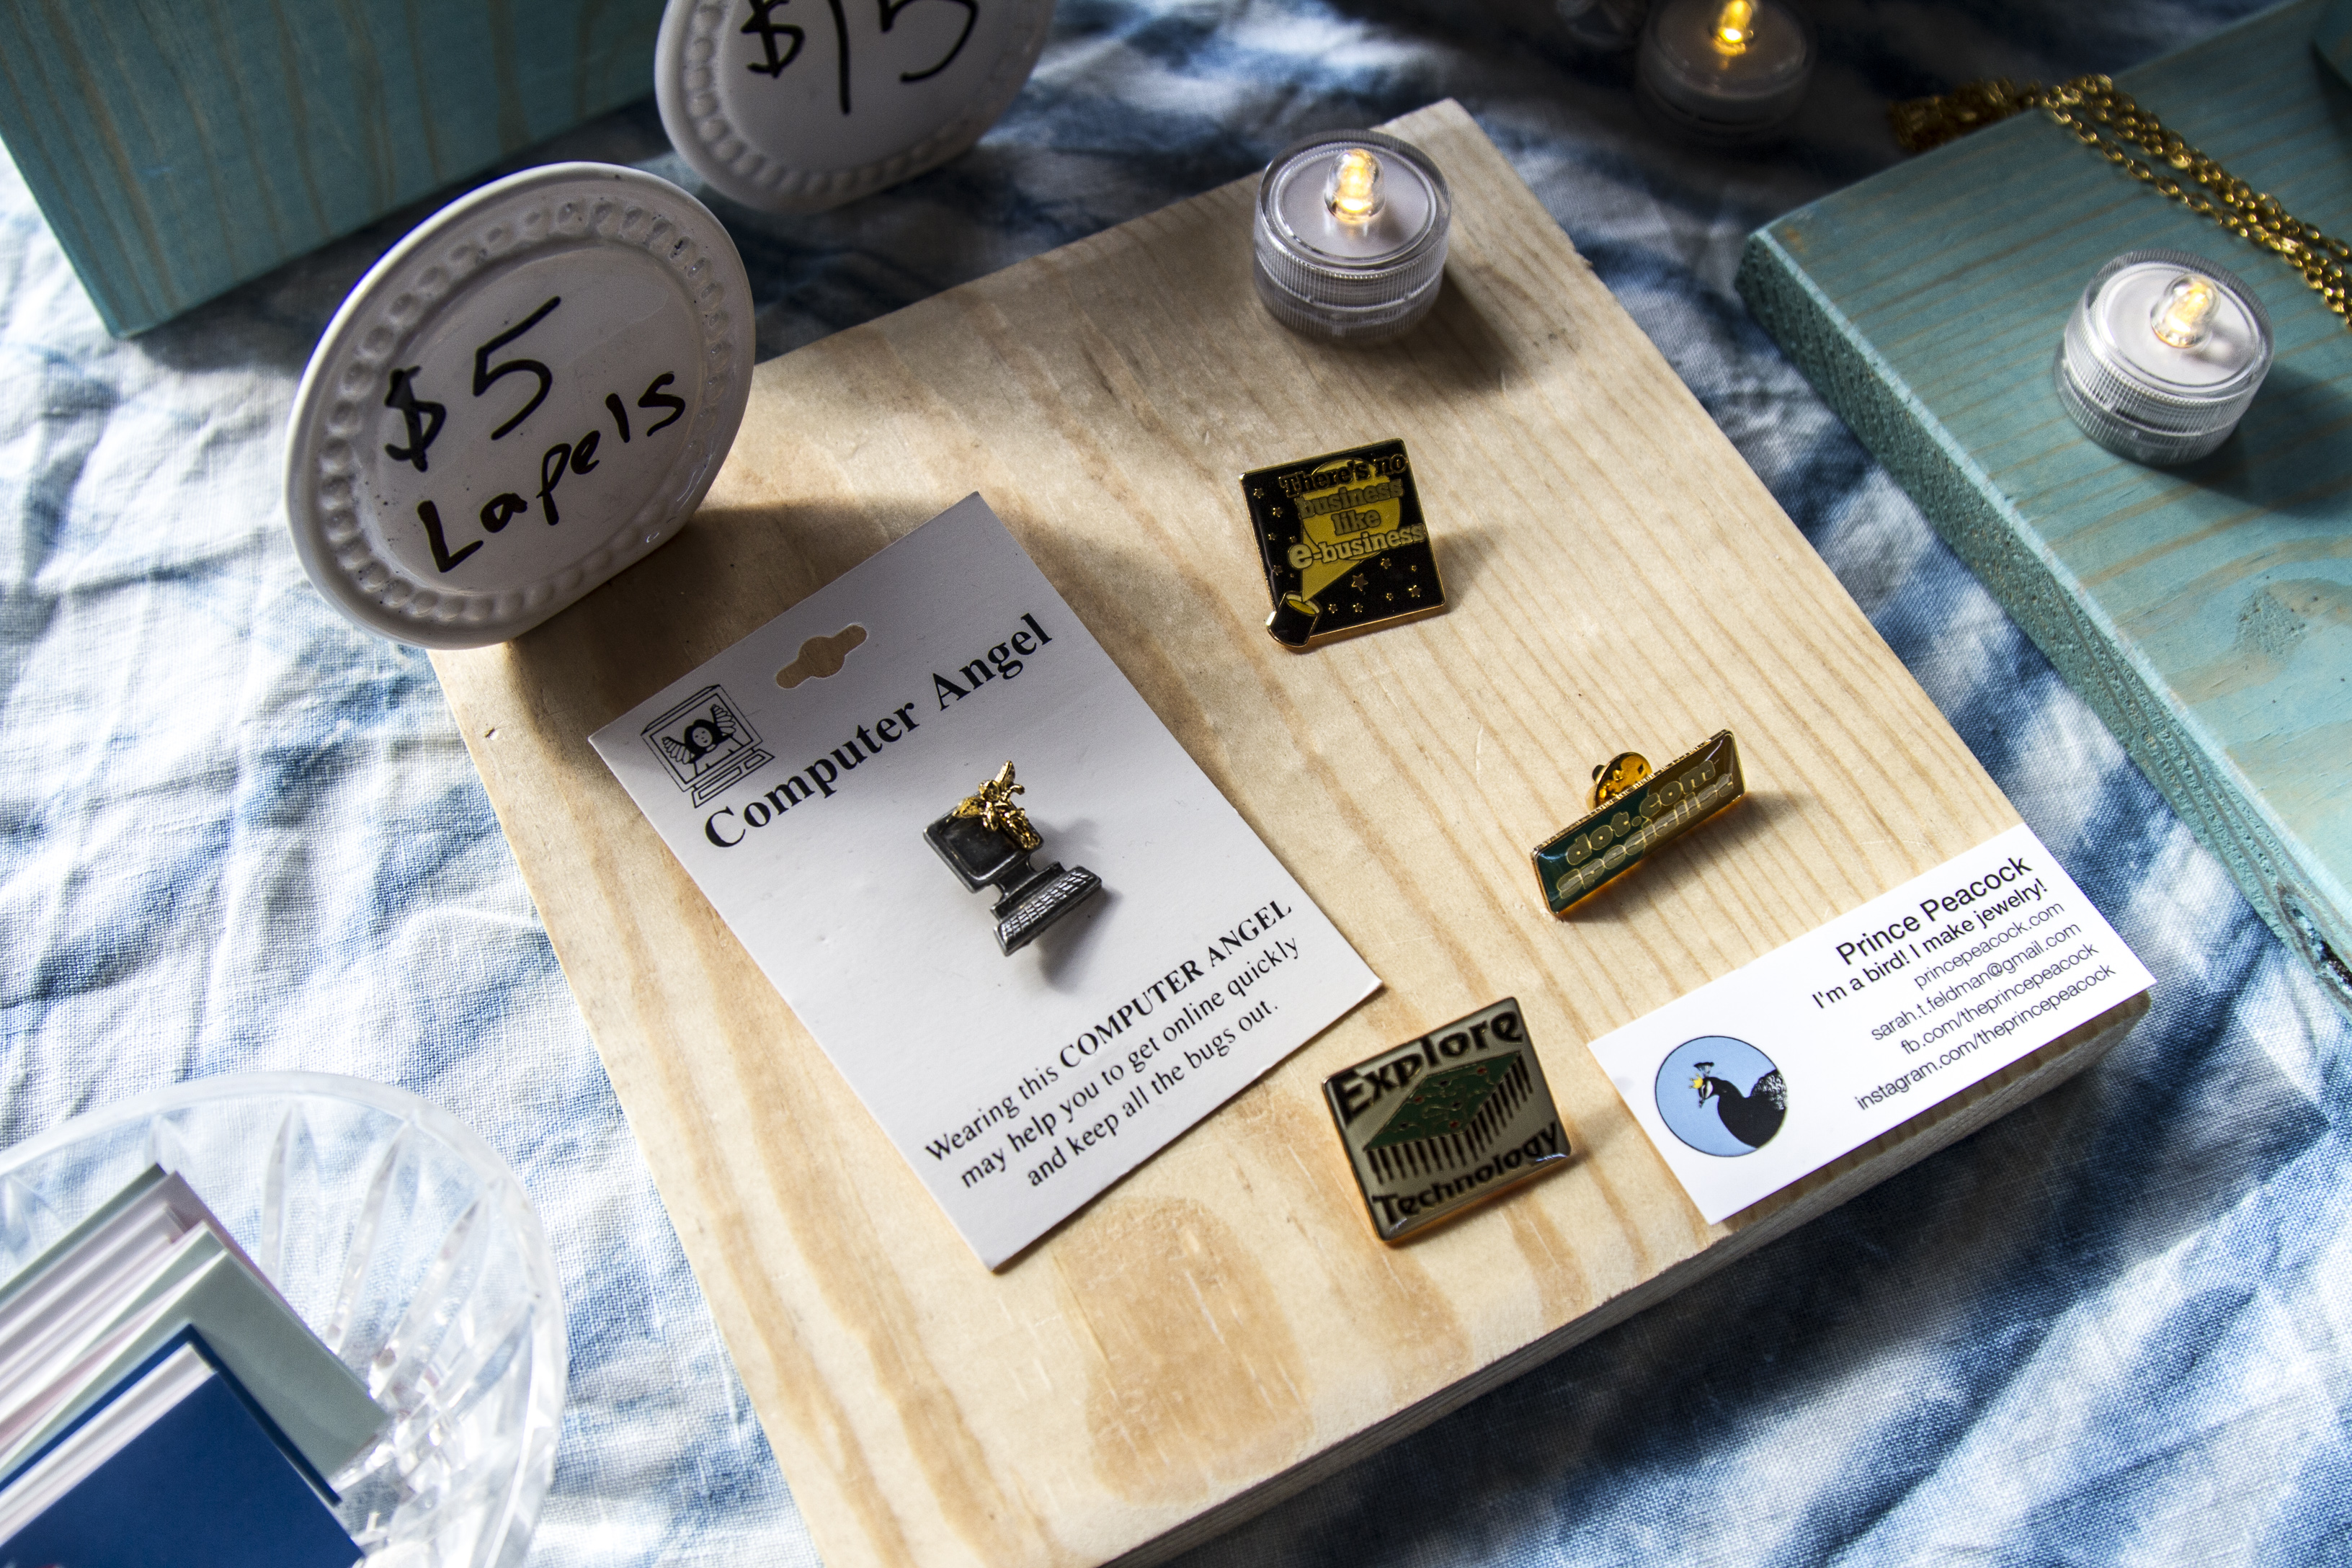 $15
$5
Lapels
There's no
business
like
e-business
Computer Angel
Wearing this COMPUTER ANGEL
may help you to get online quickly
and keep all the bugs out.
dot.com
specialist
Explore
Technology
Prince Peacock
I'm a bird! I make jewelry!
princepeacock.com
sarah.t.feldman@gmail.com
fb.com/theprincepeacock
instagram.com/theprincepeacock